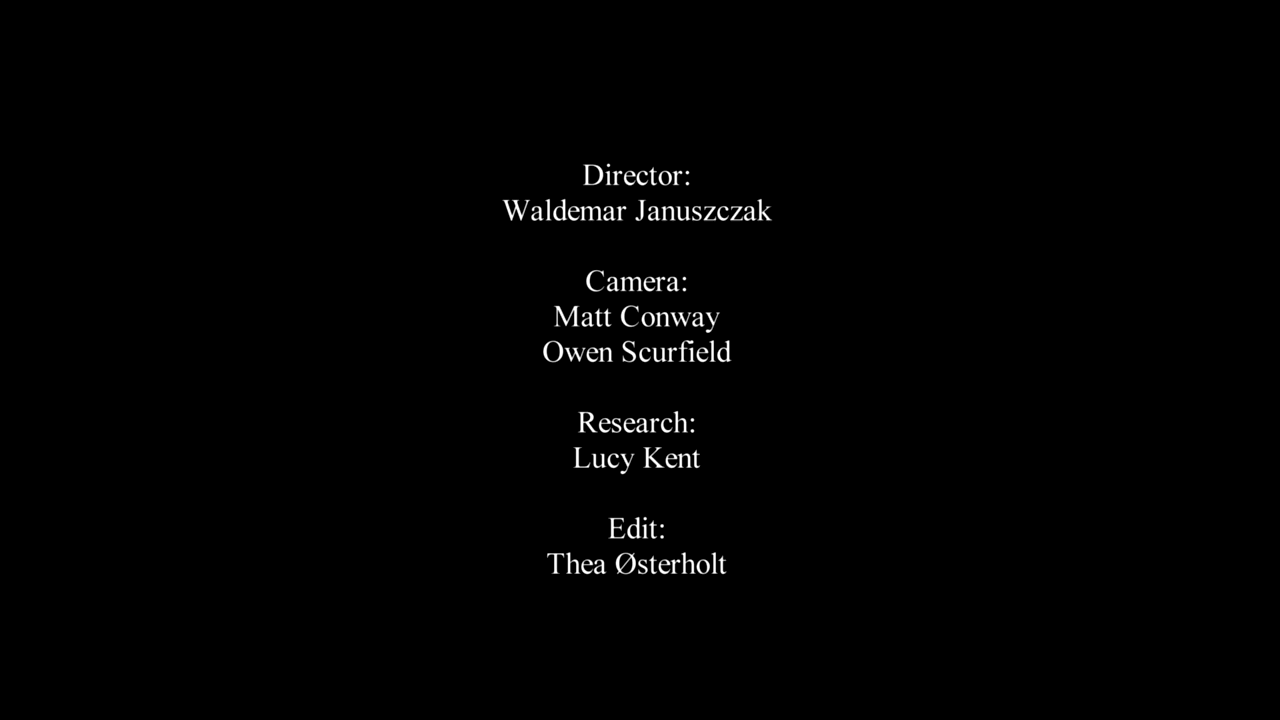 Director:
Waldemar Januszczak
Camera:
Matt Conway
Owen Scurfield
Research:
Lucy Kent
Edit:
Thea Østerholt